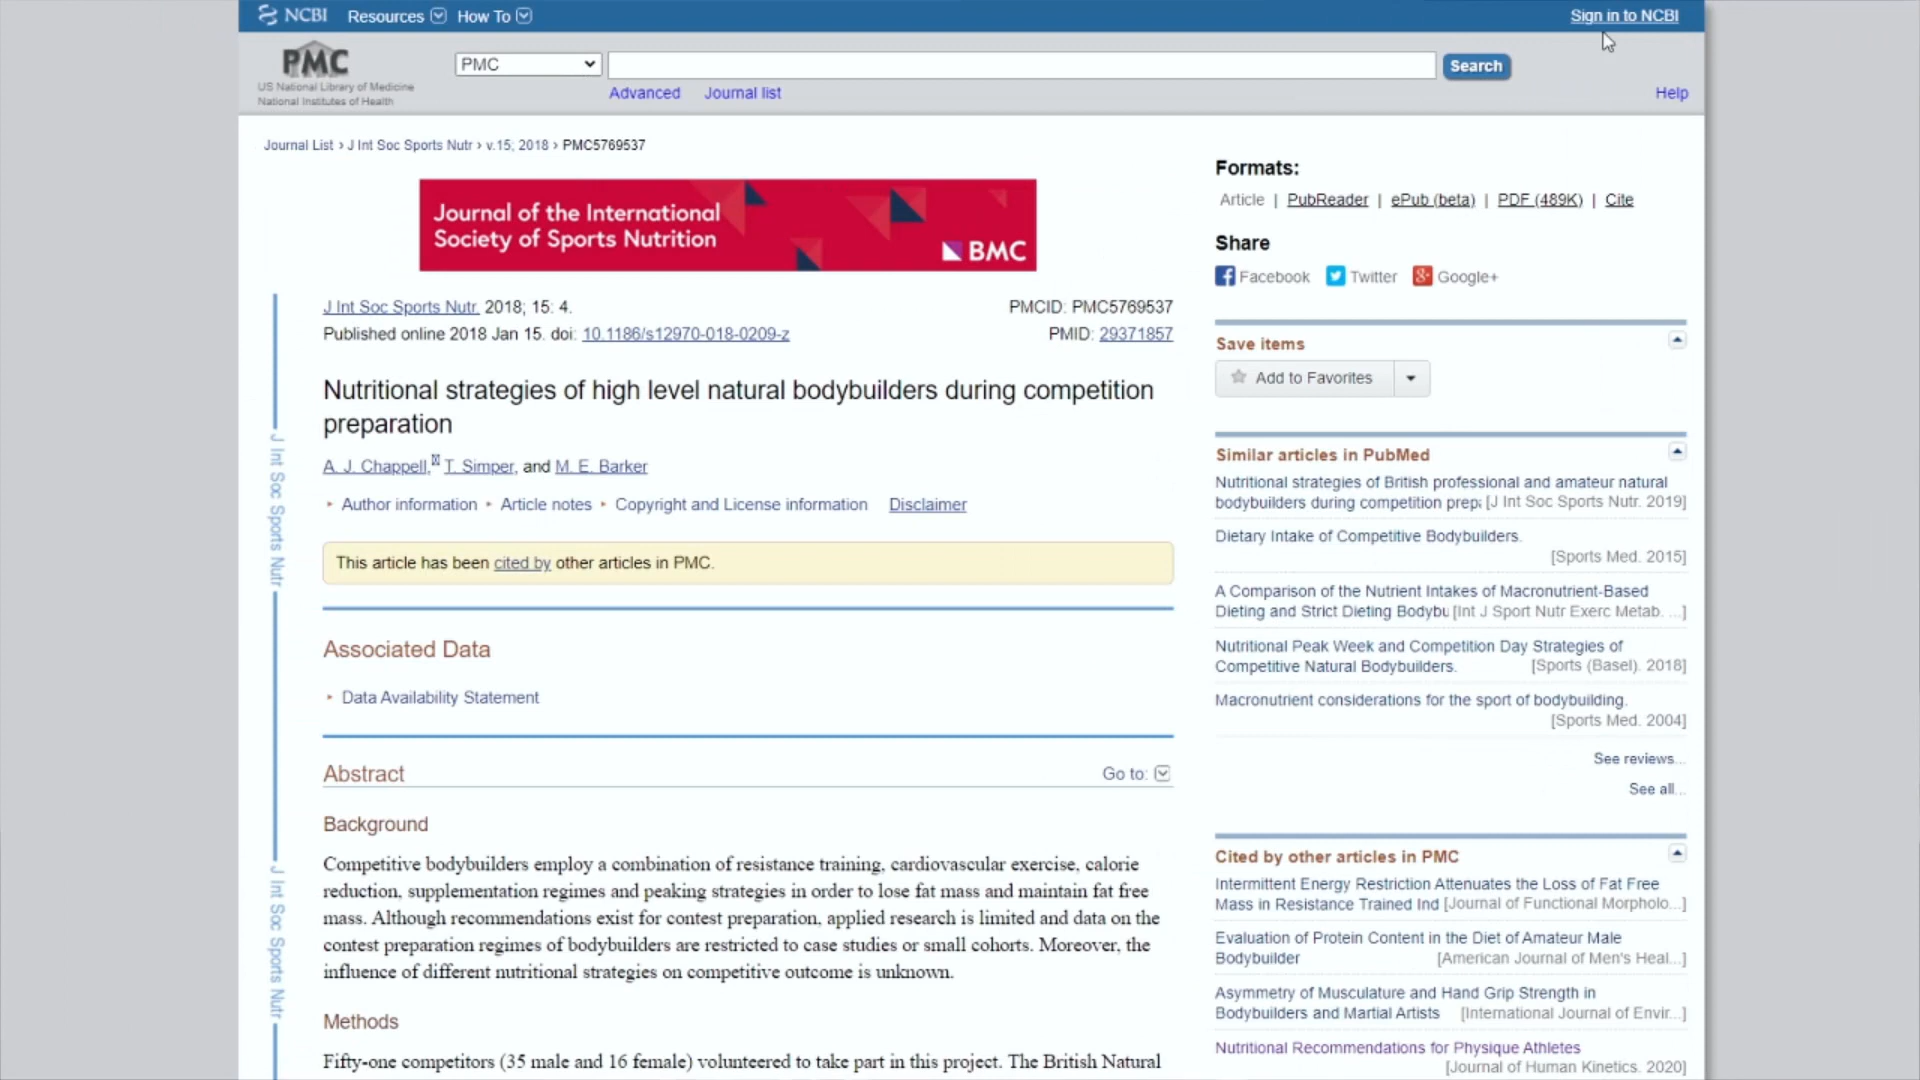 NCBI Resources How To Sign in to NCBI
PMC
US National Library of Medicine
National Institutes of Health
PMC Search
Advanced Journal list Help
Journal List › J Int Soc Sports Nutr › v.15; 2018 › PMC5769537
Journal of the International
Society of Sports Nutrition
BMC
J Int Soc Sports Nutr. 2018; 15: 4. PMCID: PMC5769537
Published online 2018 Jan 15. doi: 10.1186/s12970-018-0209-z PMID: 29371857
Nutritional strategies of high level natural bodybuilders during competition
preparation
A. J. Chappell, T. Simper, and M. E. Barker
Author information Article notes Copyright and License information Disclaimer
This article has been cited by other articles in PMC.
Associated Data
Data Availability Statement
Abstract Go to:
Background
Competitive bodybuilders employ a combination of resistance training, cardiovascular exercise, calorie
reduction, supplementation regimes and peaking strategies in order to lose fat mass and maintain fat free
mass. Although recommendations exist for contest preparation, applied research is limited and data on the
contest preparation regimes of bodybuilders are restricted to case studies or small cohorts. Moreover, the
influence of different nutritional strategies on competitive outcome is unknown.
Methods
Fifty-one competitors (35 male and 16 female) volunteered to take part in this project. The British Natural
J Int Soc Sports Nutr
J Int Soc Sports Nutr
Formats:
Article | PubReader | ePub (beta) | PDF (489K) | Cite
Share
Facebook Twitter Google+
Save items
Add to Favorites
Similar articles in PubMed
Nutritional strategies of British professional and amateur natural
bodybuilders during competition prep [J Int Soc Sports Nutr. 2019]
Dietary Intake of Competitive Bodybuilders.
[Sports Med. 2015]
A Comparison of the Nutrient Intakes of Macronutrient-Based
Dieting and Strict Dieting Bodybu [Int J Sport Nutr Exerc Metab. ...]
Nutritional Peak Week and Competition Day Strategies of
Competitive Natural Bodybuilders. [Sports (Basel). 2018]
Macronutrient considerations for the sport of bodybuilding.
[Sports Med. 2004]
See reviews...
See all...
Cited by other articles in PMC
Intermittent Energy Restriction Attenuates the Loss of Fat Free
Mass in Resistance Trained Ind [Journal of Functional Morpholo...]
Evaluation of Protein Content in the Diet of Amateur Male
Bodybuilder [American Journal of Men's Heal...]
Asymmetry of Musculature and Hand Grip Strength in
Bodybuilders and Martial Artists [International Journal of Envir...]
Nutritional Recommendations for Physique Athletes
[Journal of Human Kinetics. 2020]